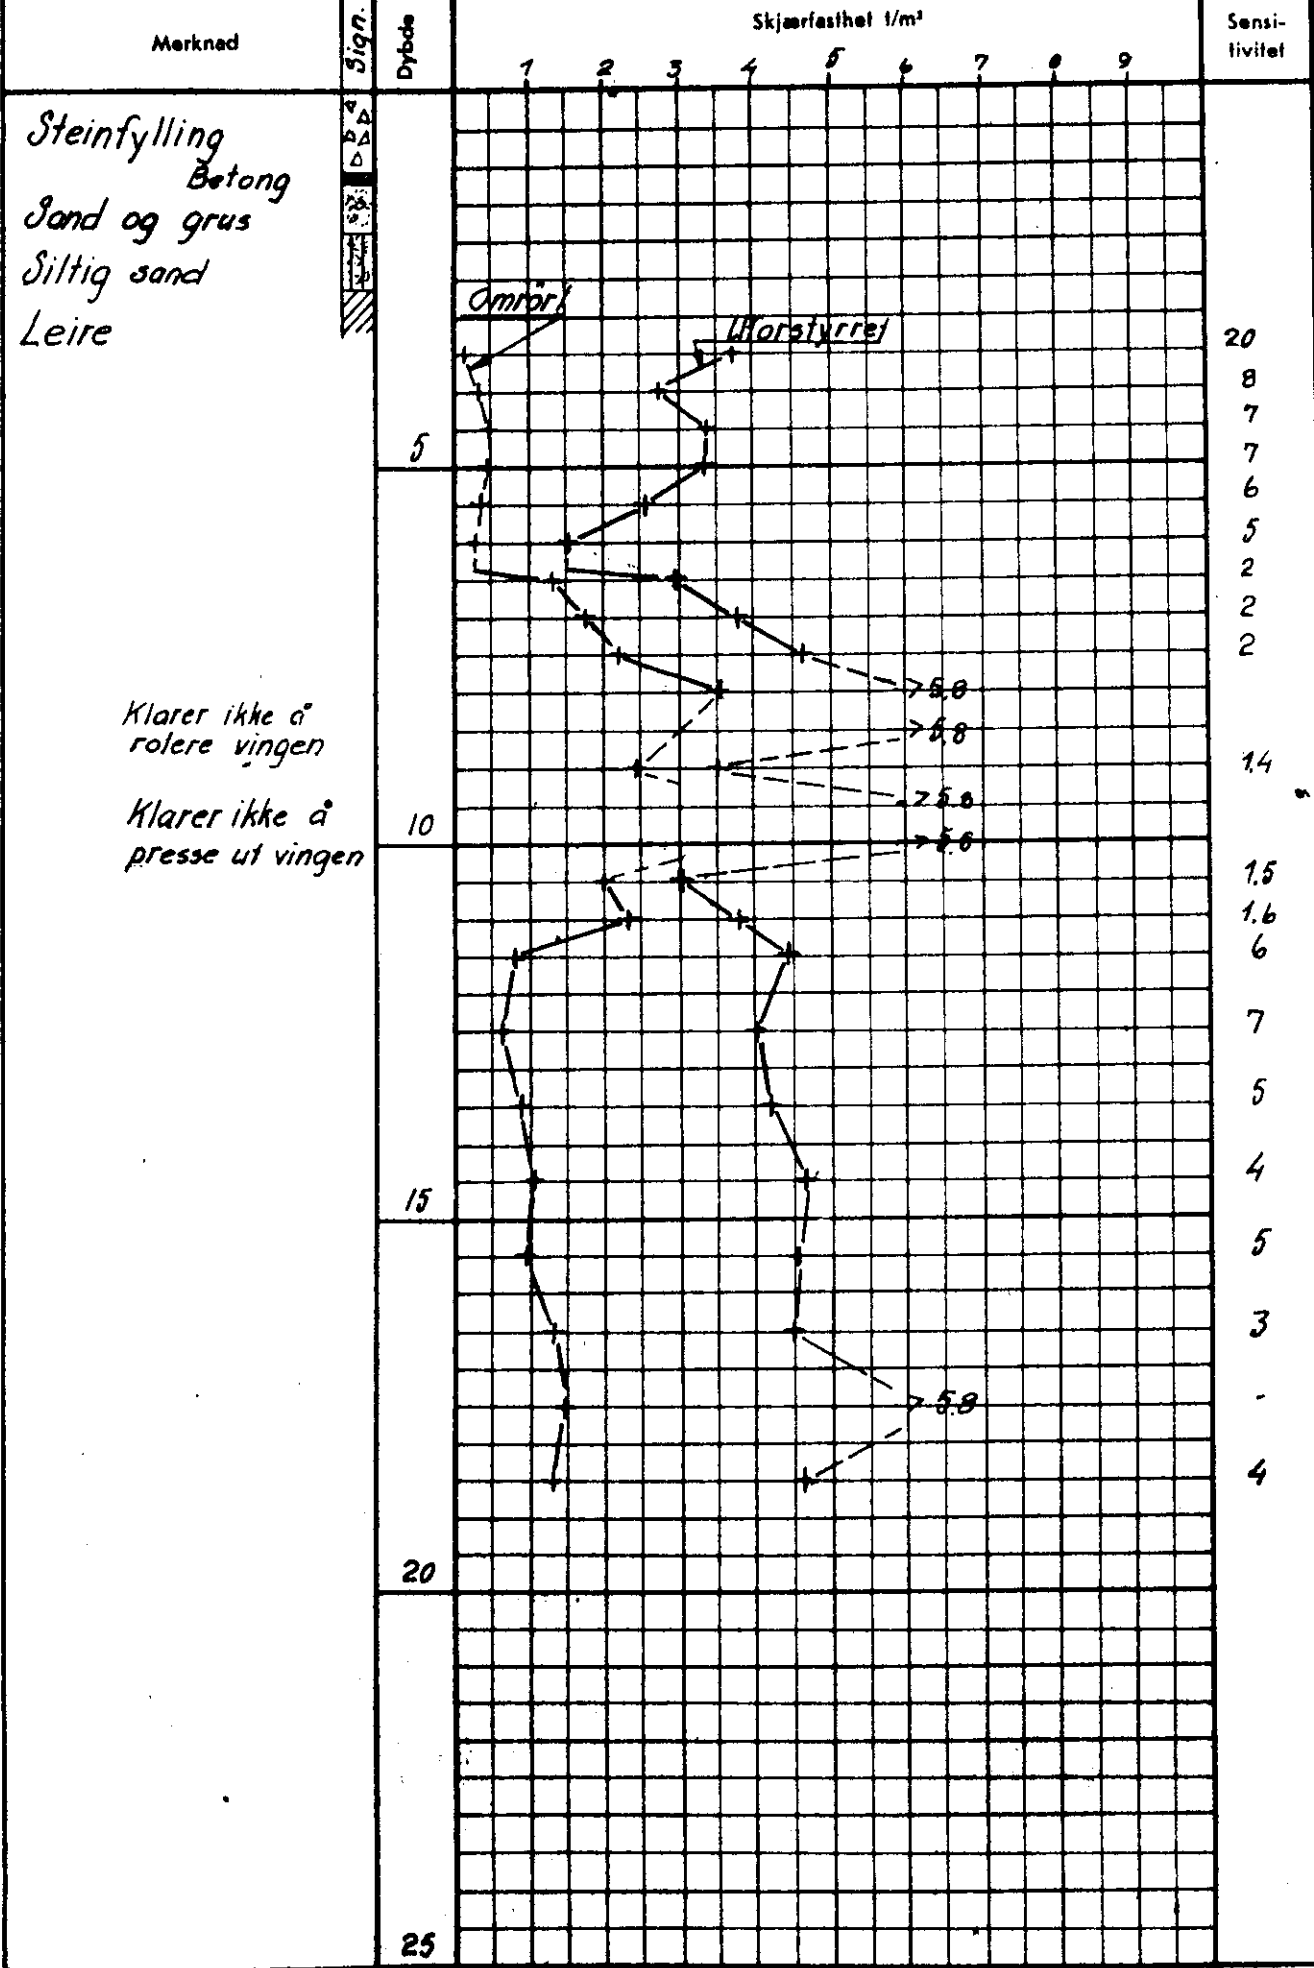 Merknad
Sign.
Dybde
Skjærfasthet t/m²
Sensi-
tivitet
1 2 3 4 5 6 7 8 9
Steinfylling
Betong
Sand og grus
Siltig sand
Leire
Omrört
Uforstyrret
20
8
7
5
7
6
5
2
2
2
>5.8
Klarer ikke å
rotere vingen
>5.8
1.4
>5.8
Klarer ikke å
presse ut vingen
10
>5.8
1.5
1.6
6
7
5
4
15
5
3
>5.8
-
4
20
25